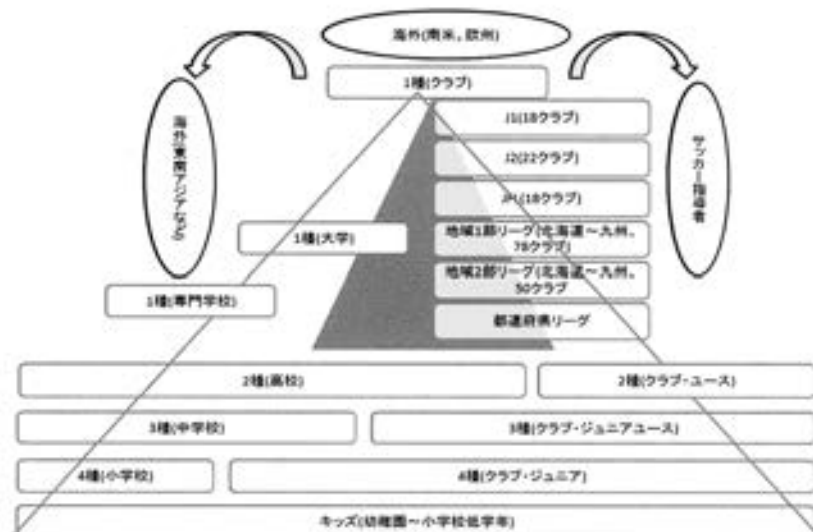 海外(南米、欧州)
1種(クラブ)
海外(東南アジアなど)
サッカー指導者
J1(18クラブ)
J2(22クラブ)
JFL(18クラブ)
1種(大学)
地域1部リーグ(北海道～九州、
78クラブ)
地域2部リーグ(北海道～九州、
50クラブ
1種(専門学校)
都道府県リーグ
2種(高校)
2種(クラブ・ユース)
3種(中学校)
3種(クラブ・ジュニアユース)
4種(小学校)
4種(クラブ・ジュニア)
キッズ(幼稚園～小学校低学年)